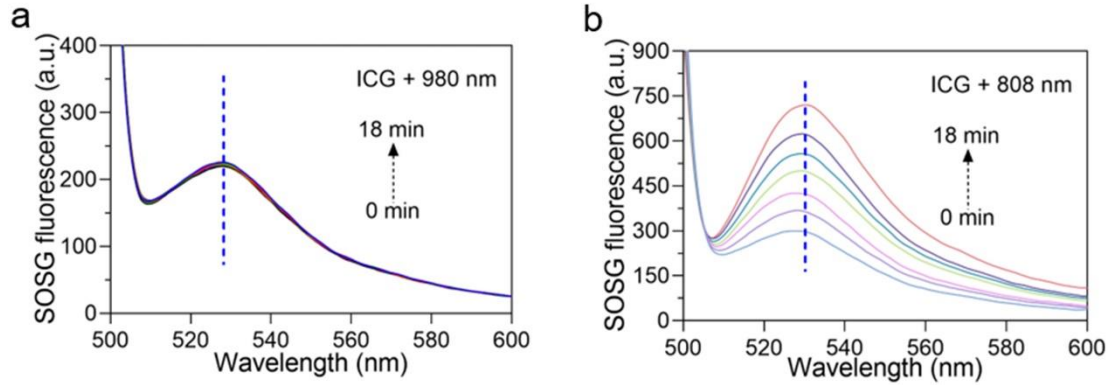 a
SOSG fluorescence (a.u.)
400
300
200
100
0
ICG + 980 nm
18 min
0 min
500 520 540 560 580 600
Wavelength (nm)
b
SOSG fluorescence (a.u.)
900
750
600
450
300
150
0
ICG + 808 nm
18 min
0 min
500 520 540 560 580 600
Wavelength (nm)